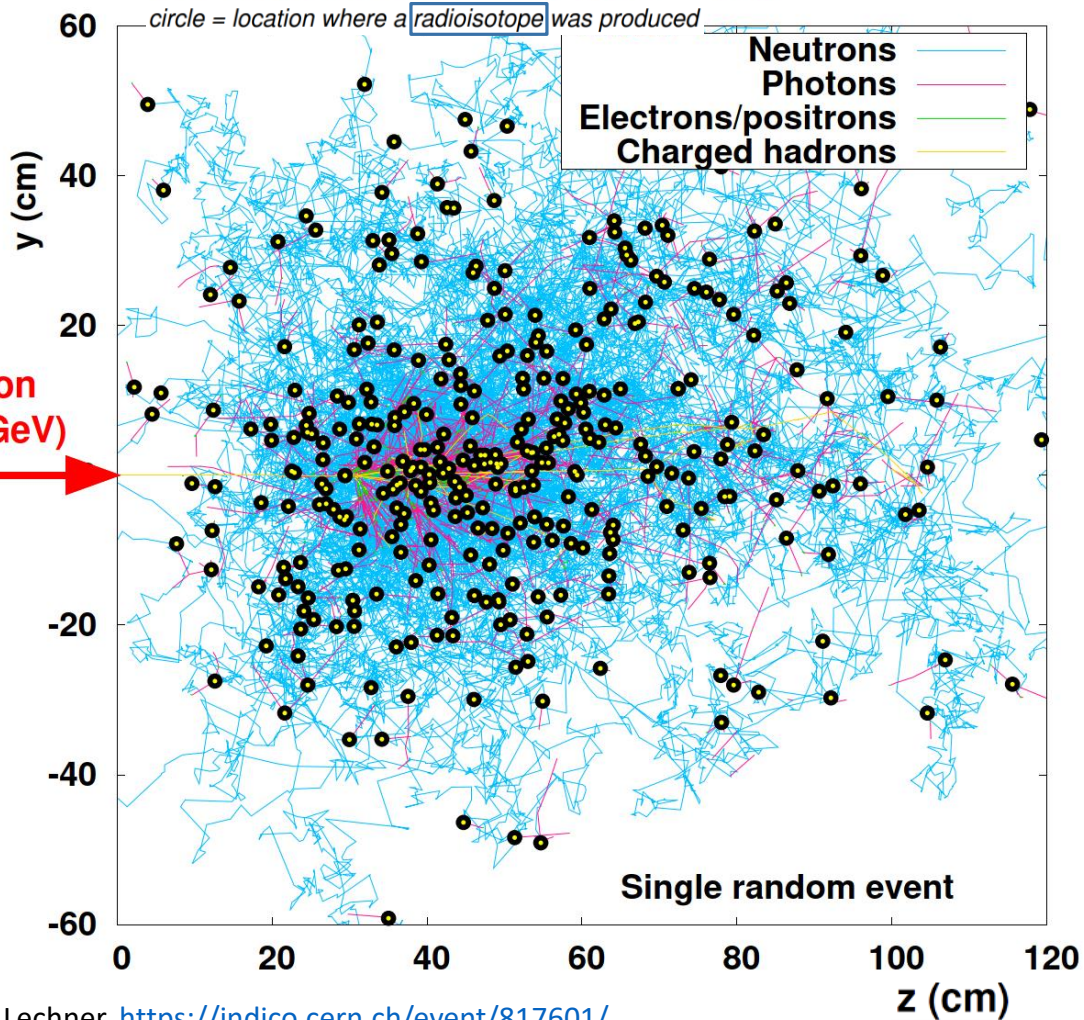 circle = location where a radioisotope was produced
60
Neutrons
Photons
Electrons/positrons
Charged hadrons
40
y (cm)
20
on
GeV)
-20
-40
Single random event
-60
0 20 40 60 80 100 120
z (cm)
Lechner, https://indico.cern.ch/event/817601/